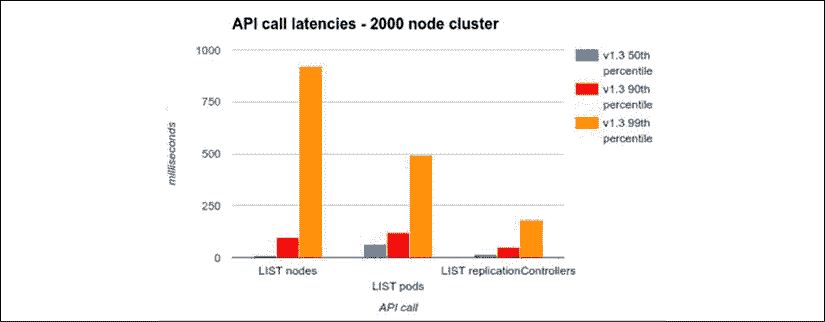 API call latencies - 2000 node cluster
1000
750
500
250
0
milliseconds
v1.3 50th
percentile
v1.3 90th
percentile
v1.3 99th
percentile
LIST nodes
LIST pods
LIST replicationControllers
API call